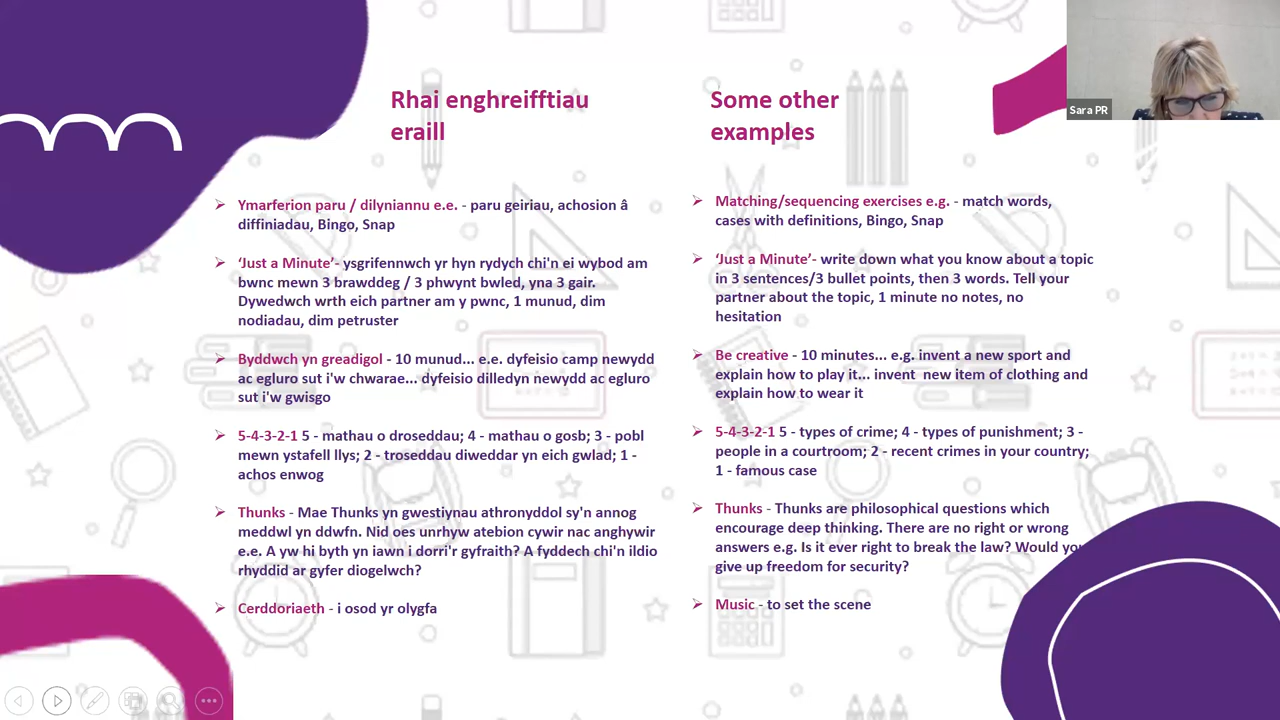 Sara PR
Rhai enghreifftiau
eraill
➢ Ymarferion paru / dilyniannu e.e. - paru geiriau, achosion â
diffiniadau, Bingo, Snap
➢ 'Just a Minute'- ysgrifennwch yr hyn rydych chi'n ei wybod am
bwnc mewn 3 brawddeg / 3 phwynt bwled, yna 3 gair.
Dywedwch wrth eich partner am y pwnc, 1 munud, dim
nodiadau, dim petruster
➢ Byddwch yn greadigol - 10 munud... e.e. dyfeisio camp newydd
ac egluro sut i'w chwarae... dyfeisio dilledyn newydd ac egluro
sut i'w gwisgo
➢ 5-4-3-2-1 5 - mathau o droseddau; 4 - mathau o gosb; 3 - pobl
mewn ystafell llys; 2 - troseddau diweddar yn eich gwlad; 1 -
achos enwog
➢ Thunks - Mae Thunks yn gwestiynau athronyddol sy'n annog
meddwl yn ddwfn. Nid oes unrhyw atebion cywir nac anghywir
e.e. A yw hi byth yn iawn i dorri'r gyfraith? A fyddech chi'n ildio
rhyddid ar gyfer diogelwch?
➢ Cerddoriaeth - i osod yr olygfa
Some other
examples
➢ Matching/sequencing exercises e.g. - match words,
cases with definitions, Bingo, Snap
➢ 'Just a Minute'- write down what you know about a topic
in 3 sentences/3 bullet points, then 3 words. Tell your
partner about the topic, 1 minute no notes, no
hesitation
➢ Be creative - 10 minutes... e.g. invent a new sport and
explain how to play it... invent  new item of clothing and
explain how to wear it
➢ 5-4-3-2-1 5 - types of crime; 4 - types of punishment; 3 -
people in a courtroom; 2 - recent crimes in your country;
1 - famous case
➢ Thunks - Thunks are philosophical questions which
encourage deep thinking. There are no right or wrong
answers e.g. Is it ever right to break the law? Would you
give up freedom for security?
➢ Music - to set the scene